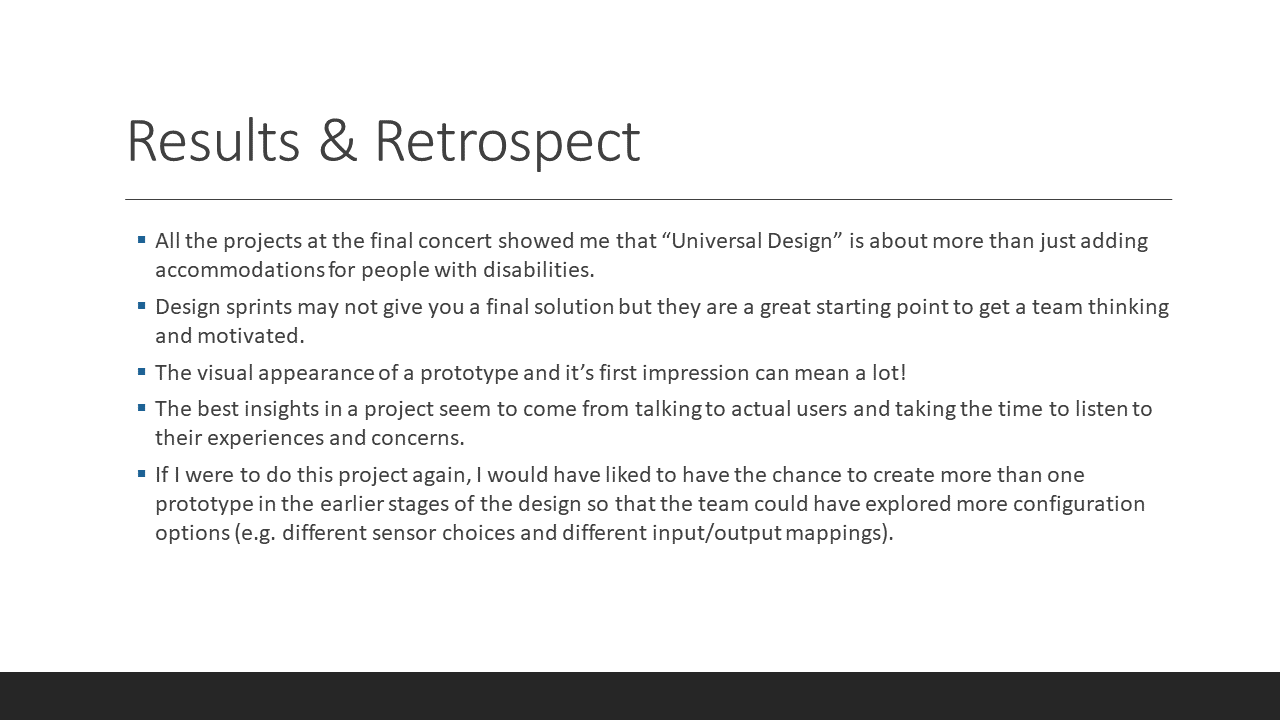 Results & Retrospect
▪ All the projects at the final concert showed me that “Universal Design” is about more than just adding
accommodations for people with disabilities.
▪ Design sprints may not give you a final solution but they are a great starting point to get a team thinking
and motivated.
▪ The visual appearance of a prototype and it’s first impression can mean a lot!
▪ The best insights in a project seem to come from talking to actual users and taking the time to listen to
their experiences and concerns.
▪ If I were to do this project again, I would have liked to have the chance to create more than one
prototype in the earlier stages of the design so that the team could have explored more configuration
options (e.g. different sensor choices and different input/output mappings).